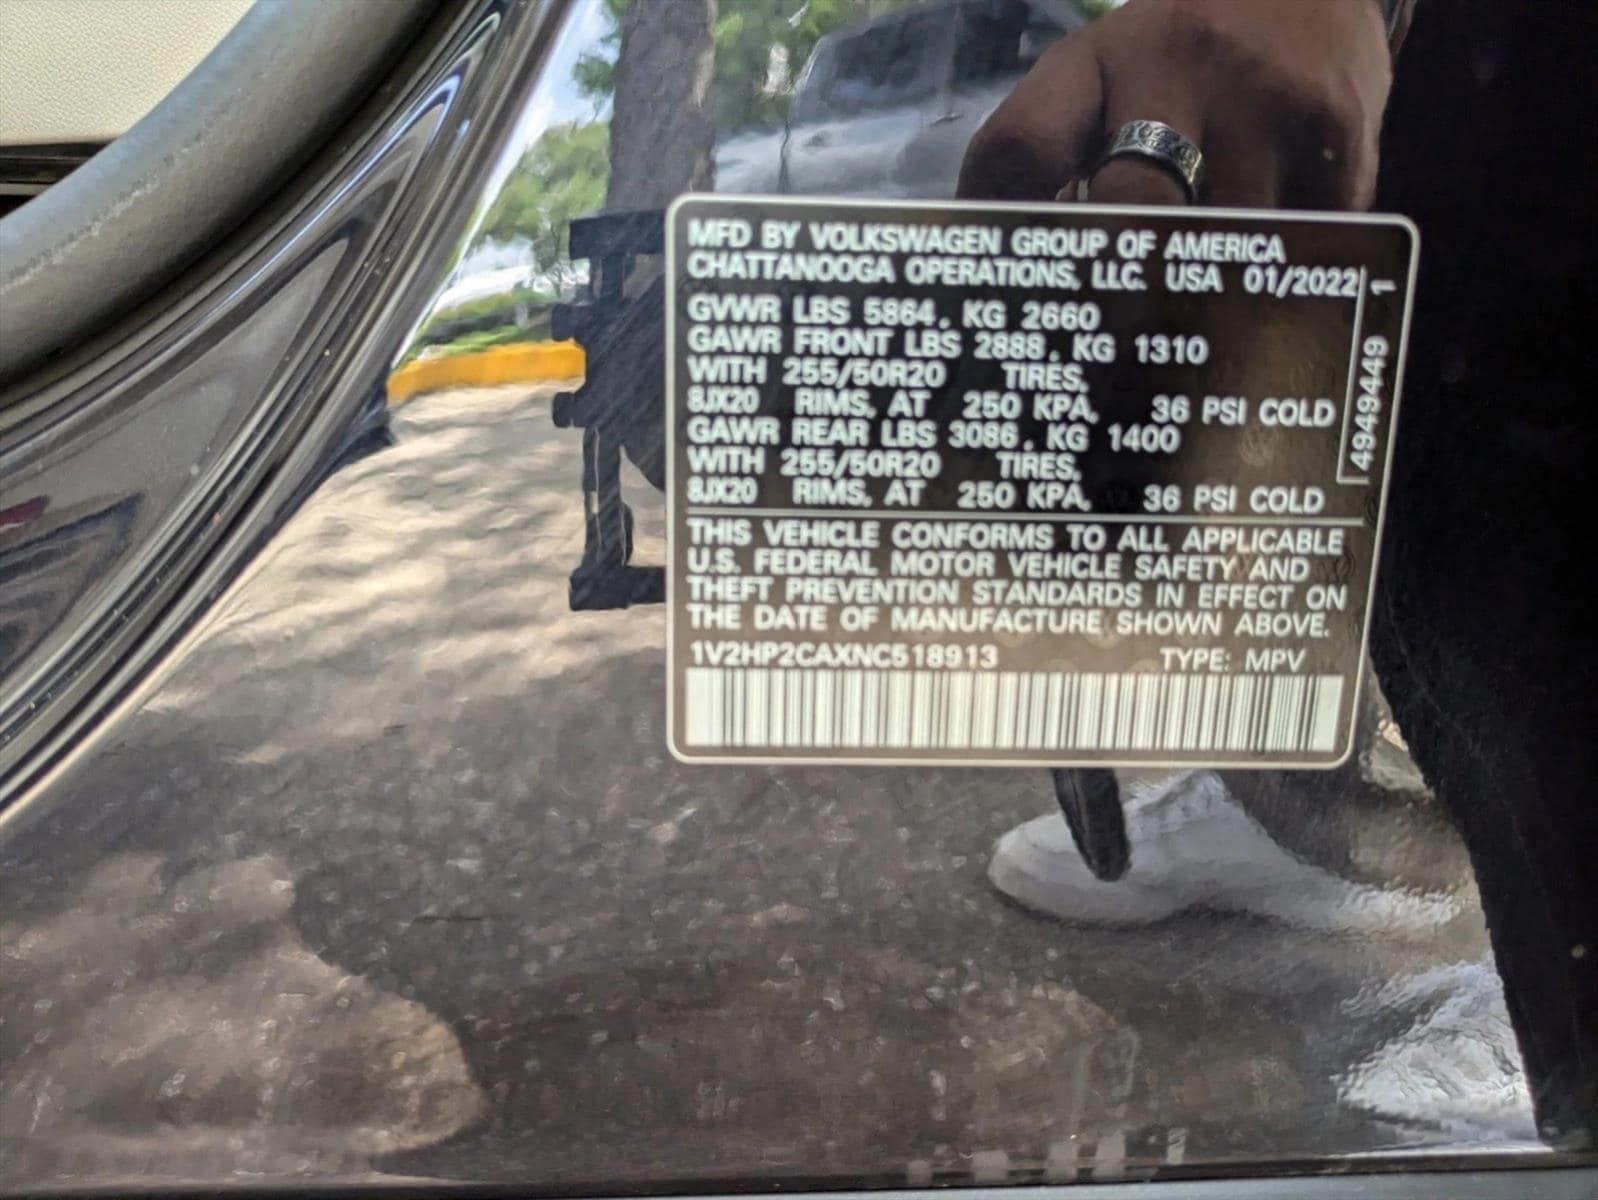 MFD BY VOLKSWAGEN GROUP OF AMERICA
CHATTANOOGA OPERATIONS, LLC. USA 01/2022
GVWR LBS 5864. KG 2660
GAWR FRONT LBS 2888. KG 1310
WITH 255/50R20 TIRES,
8JX20 RIMS, AT 250 KPA, 36 PSI COLD
GAWR REAR LBS 3086. KG 1400
WITH 255/50R20 TIRES,
8JX20 RIMS, AT 250 KPA, 36 PSI COLD
4949449 1
THIS VEHICLE CONFORMS TO ALL APPLICABLE
U.S. FEDERAL MOTOR VEHICLE SAFETY AND
THEFT PREVENTION STANDARDS IN EFFECT ON
THE DATE OF MANUFACTURE SHOWN ABOVE.
1V2HP2CAXNC518913 TYPE: MPV